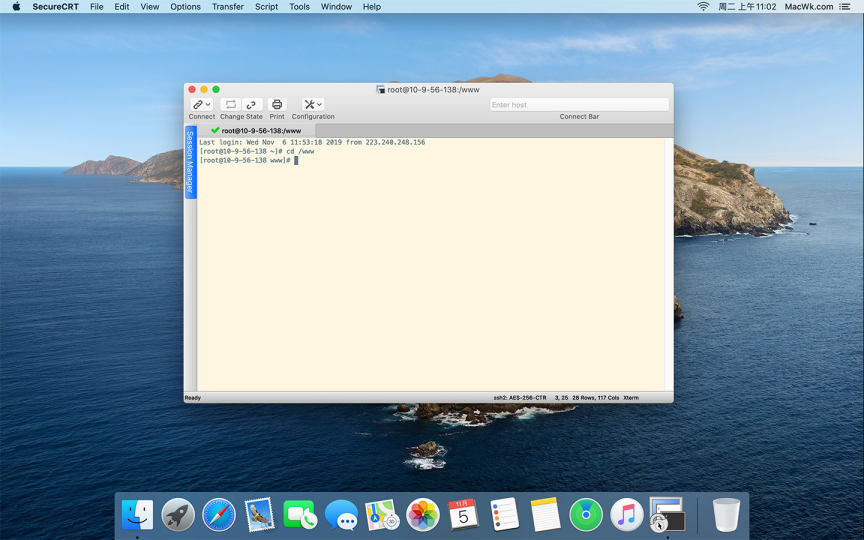 SecureCRT File Edit View Options Transfer Script Tools Window Help 周二 上午11:02 MacWk.com
root@10-9-56-138:/www
Enter host
Connect Change State Print Configuration Connect Bar
root@10-9-56-138:/www
Session Manager
Last login: Wed Nov  6 11:53:18 2019 from 223.240.248.156
[root@10-9-56-138 ~]# cd /www
[root@10-9-56-138 www]#
Ready ssh2: AES-256-CTR 3, 25 28 Rows, 117 Cols Xterm
11月
5